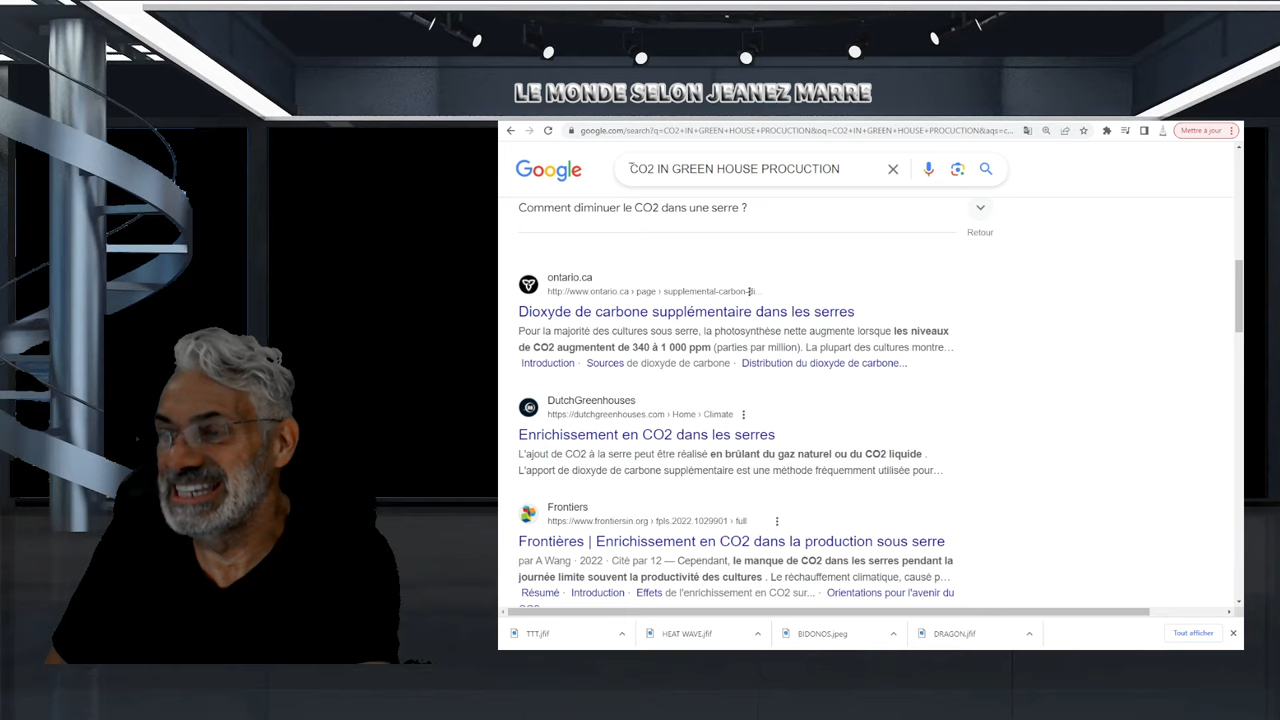 LE MONDE SELON JEANEZ MARRE
google.com/search?q=CO2+IN+GREEN+HOUSE+PROCUCTION&oq=CO2+IN+GREEN+HOUSE+PROCUCTION&aqs=c...
Mettre à jour
Google
CO2 IN GREEN HOUSE PROCUCTION
Comment diminuer le CO2 dans une serre ?
Retour
ontario.ca
http://www.ontario.ca › page › supplemental-carbon-di...
Dioxyde de carbone supplémentaire dans les serres
Pour la majorité des cultures sous serre, la photosynthèse nette augmente lorsque les niveaux
de CO2 augmentent de 340 à 1 000 ppm (parties par million). La plupart des cultures montre...
Introduction · Sources de dioxyde de carbone · Distribution du dioxyde de carbone...
DutchGreenhouses
https://dutchgreenhouses.com › Home › Climate
Enrichissement en CO2 dans les serres
L'ajout de CO2 à la serre peut être réalisé en brûlant du gaz naturel ou du CO2 liquide .
L'apport de dioxyde de carbone supplémentaire est une méthode fréquemment utilisée pour...
Frontiers
https://www.frontiersin.org › fpls.2022.1029901 › full
Frontières | Enrichissement en CO2 dans la production sous serre
par A Wang · 2022 · Cité par 12 — Cependant, le manque de CO2 dans les serres pendant la
journée limite souvent la productivité des cultures . Le réchauffement climatique, causé p...
Résumé · Introduction · Effets de l'enrichissement en CO2 sur... · Orientations pour l'avenir du
CO2...
TTT.jfif
HEAT WAVE.jfif
BIDONOS.jpeg
DRAGON.jfif
Tout afficher